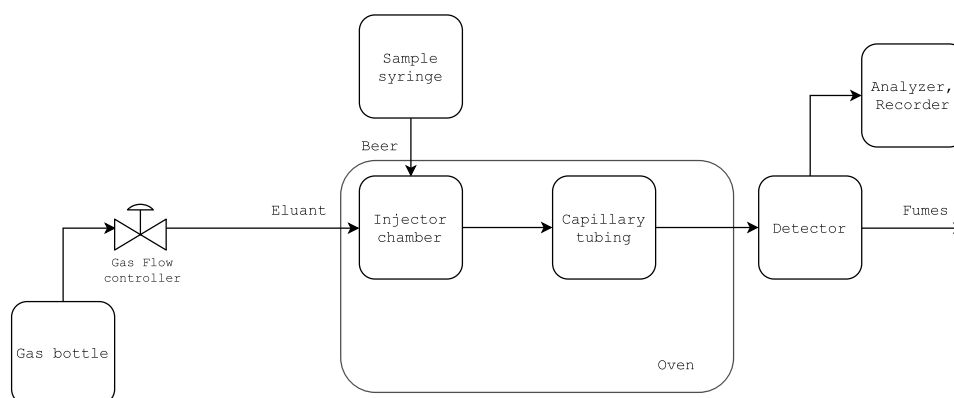 Sample
syringe
Analyzer,
Recorder
Beer
Eluant
Injector
chamber
Capillary
tubing
Detector
Fumes
Gas Flow
controller
Gas bottle
Oven